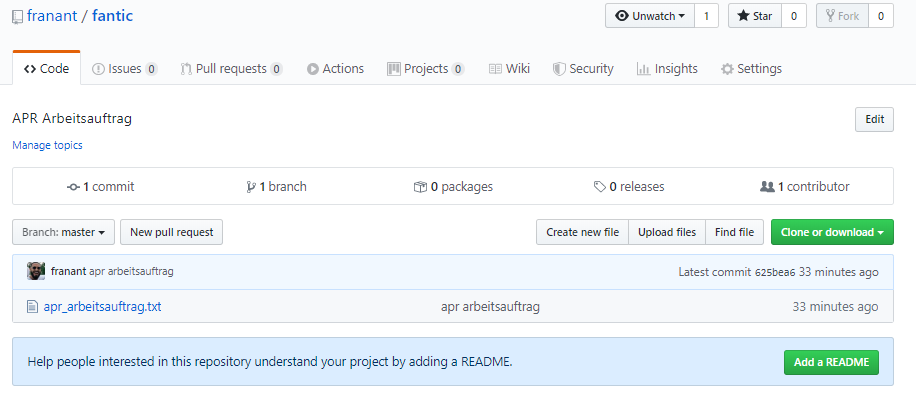 franant / fantic
Unwatch 1 Star 0 Fork 0
Code Issues 0 Pull requests 0 Actions Projects 0 Wiki Security Insights Settings
APR Arbeitsauftrag Edit
Manage topics
1 commit 1 branch 0 packages 0 releases 1 contributor
Branch: master New pull request Create new file Upload files Find file Clone or download
franant apr arbeitsauftrag Latest commit 625bea6 33 minutes ago
apr_arbeitsauftrag.txt apr arbeitsauftrag 33 minutes ago
Help people interested in this repository understand your project by adding a README. Add a README